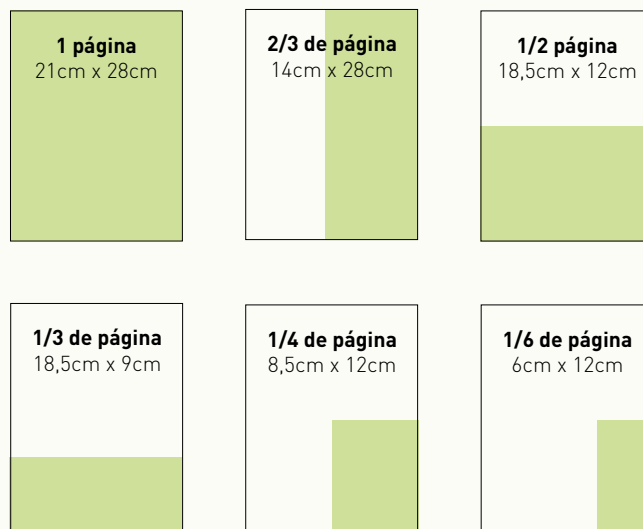 1 página
21cm x 28cm
2/3 de página
14cm x 28cm
1/2 página
18,5cm x 12cm
1/3 de página
18,5cm x 9cm
1/4 de página
8,5cm x 12cm
1/6 de página
6cm x 12cm